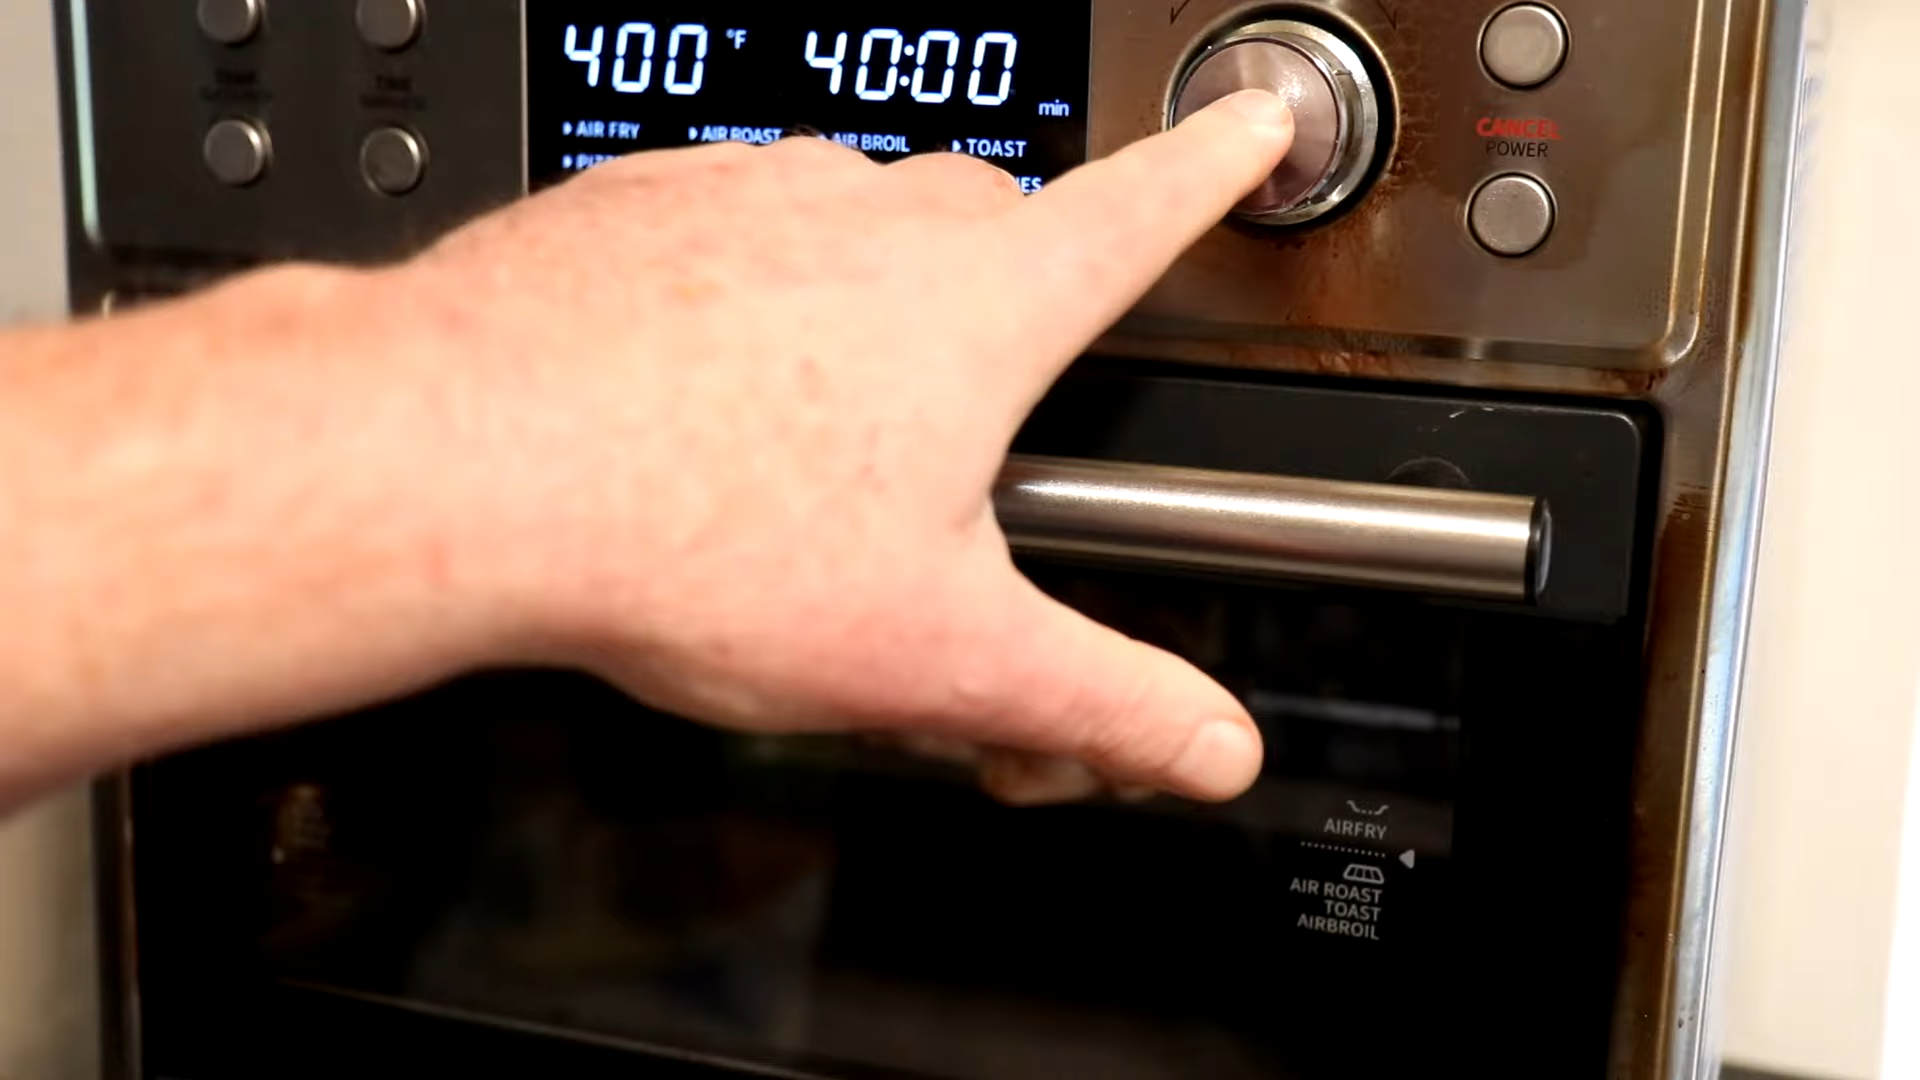 400 °F 40:00 min
AIR FRY AIR ROAST AIR BROIL TOAST
CANCEL
POWER
AIRFRY
AIR ROAST
TOAST
AIRBROIL